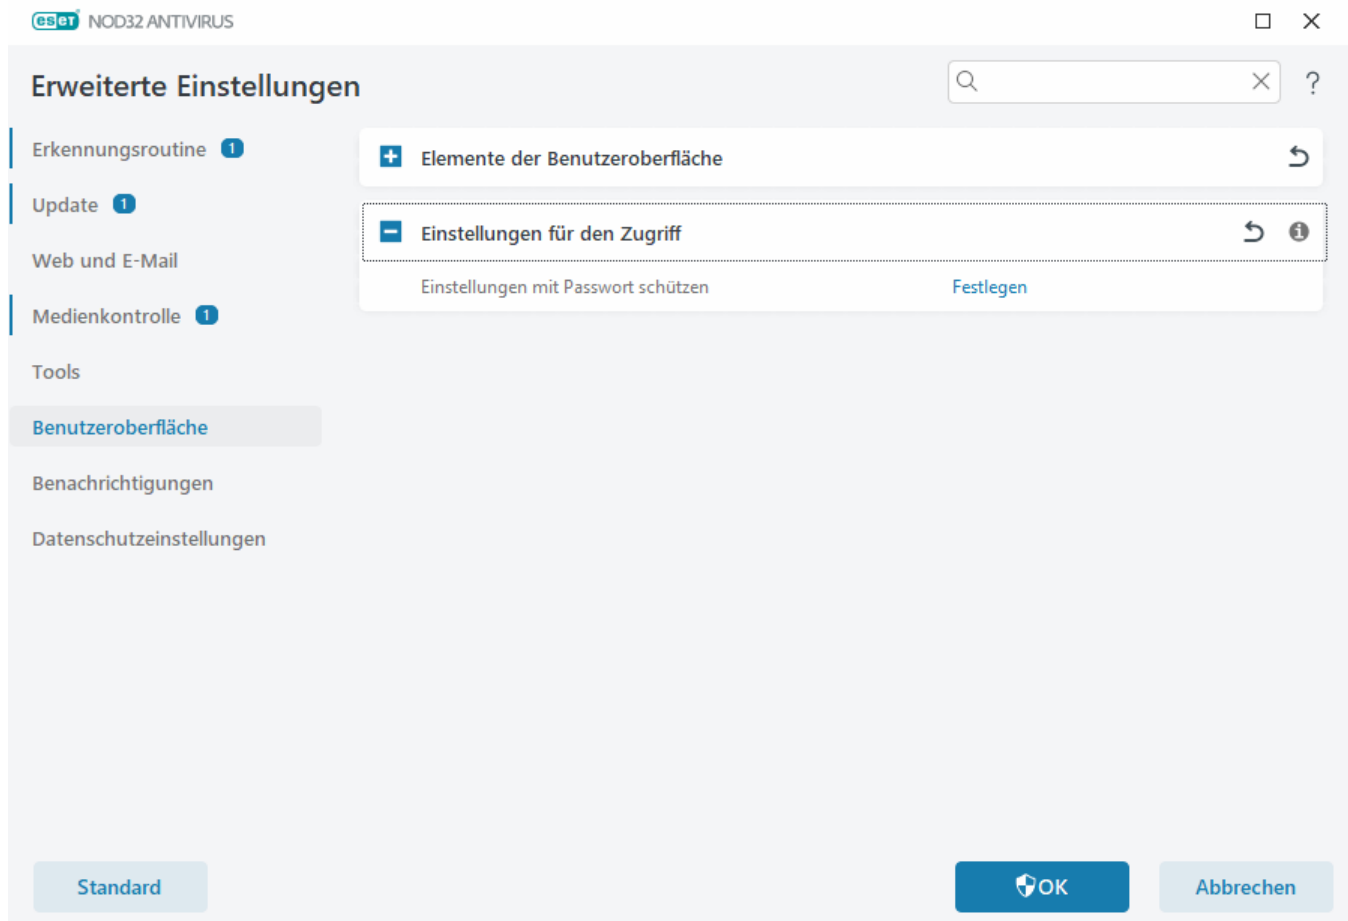 eset NOD32 ANTIVIRUS
Erweiterte Einstellungen
?
Erkennungsroutine 1
Update 1
Web und E-Mail
Medienkontrolle 1
Tools
Benutzeroberfläche
Benachrichtigungen
Datenschutzeinstellungen
Elemente der Benutzeroberfläche
Einstellungen für den Zugriff
Einstellungen mit Passwort schützen Festlegen
Standard
OK
Abbrechen